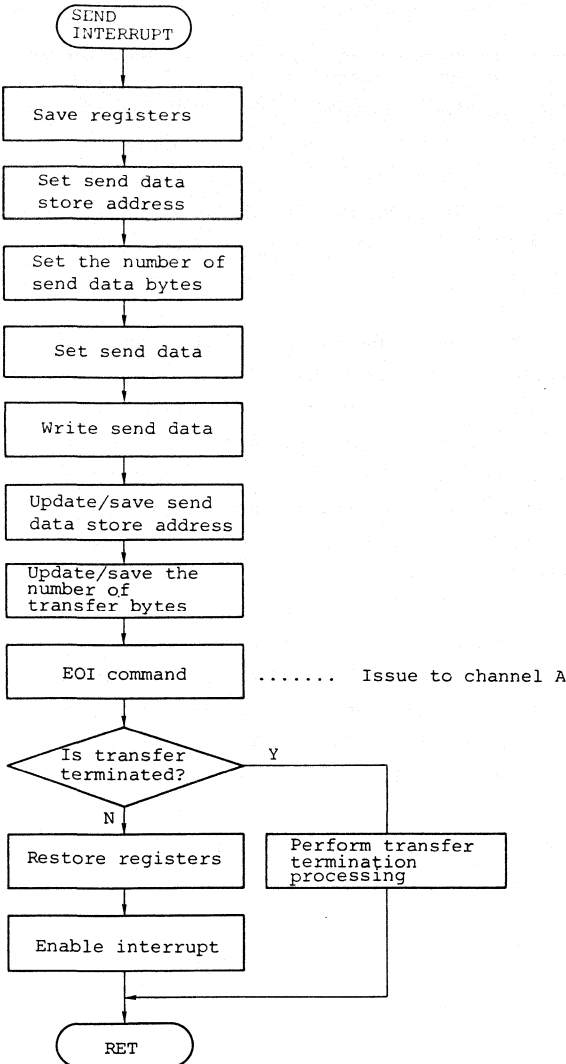 SEND
INTERRUPT
Save registers
Set send data
store address
Set the number of
send data bytes
Set send data
Write send data
Update/save send
data store address
Update/save the
number of
transfer bytes
EOI command ....... Issue to channel A
Is transfer
terminated?
Y
N
Restore registers
Perform transfer
termination
processing
Enable interrupt
RET